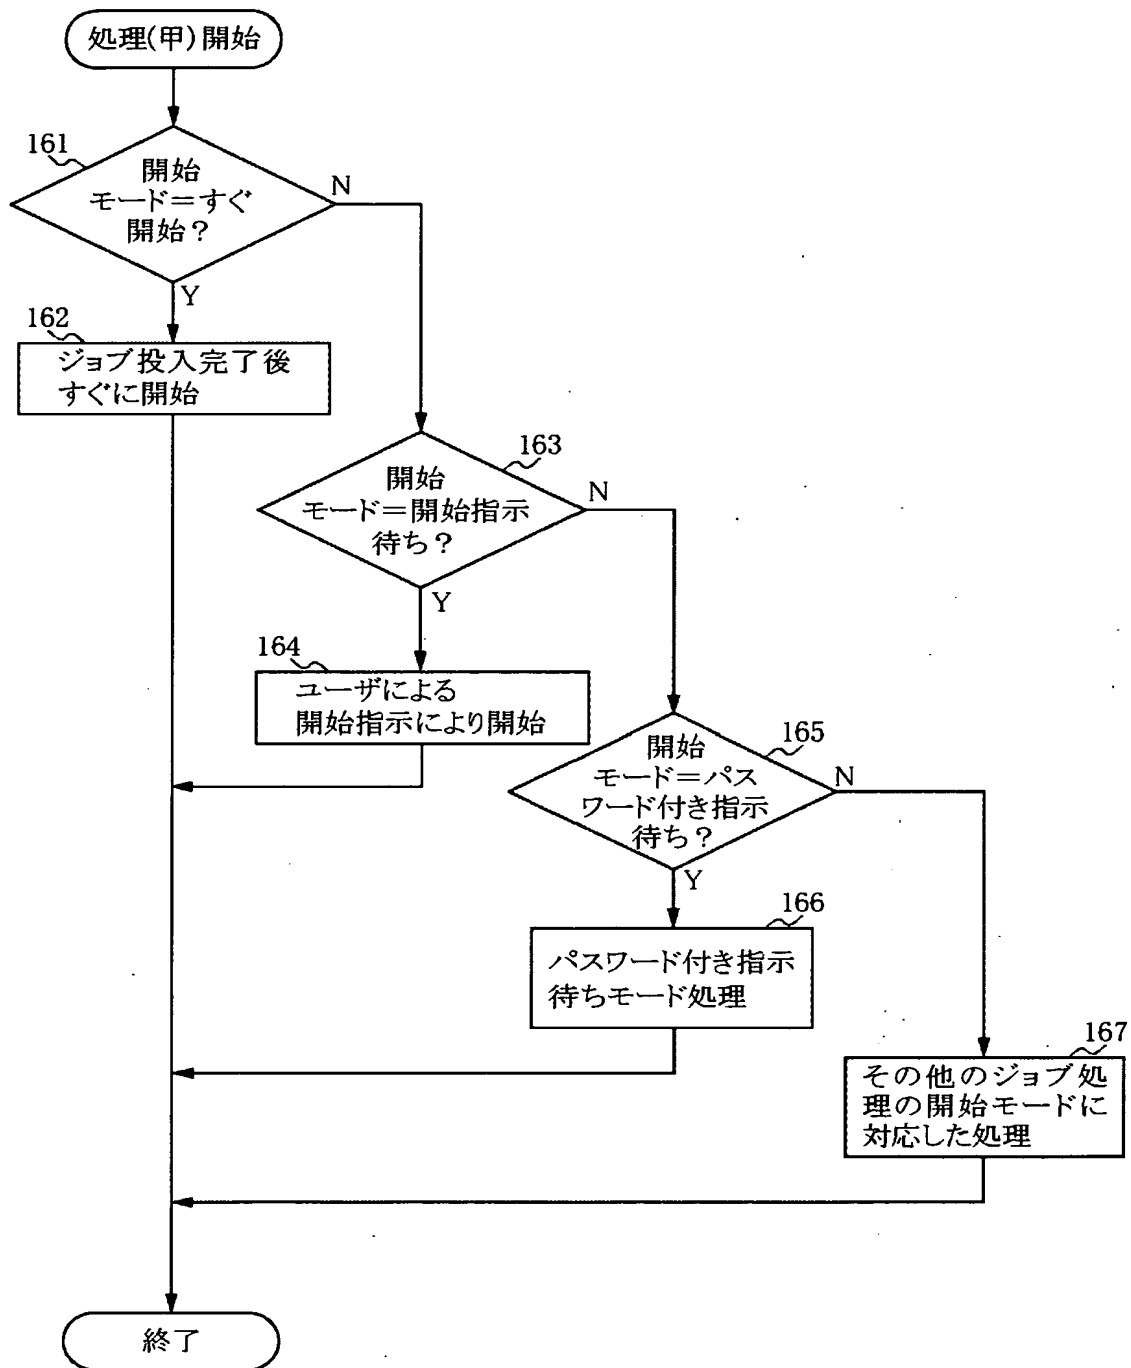 処理(甲)開始
161
開始
モード＝すぐ
開始？
N
Y
162
ジョブ投入完了後
すぐに開始
163
開始
モード＝開始指示
待ち？
N
Y
164
ユーザによる
開始指示により開始
165
開始
モード＝パス
ワード付き指示
待ち？
N
Y
166
パスワード付き指示
待ちモード処理
167
その他のジョブ処
理の開始モードに
対応した処理
終了